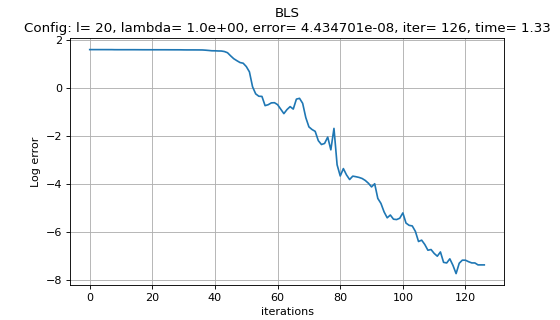 BLS
Config: l= 20, lambda= 1.0e+00, error= 4.434701e-08, iter= 126, time= 1.33
2
0
−2
−4
−6
−8
Log error
0 20 40 60 80 100 120
iterations